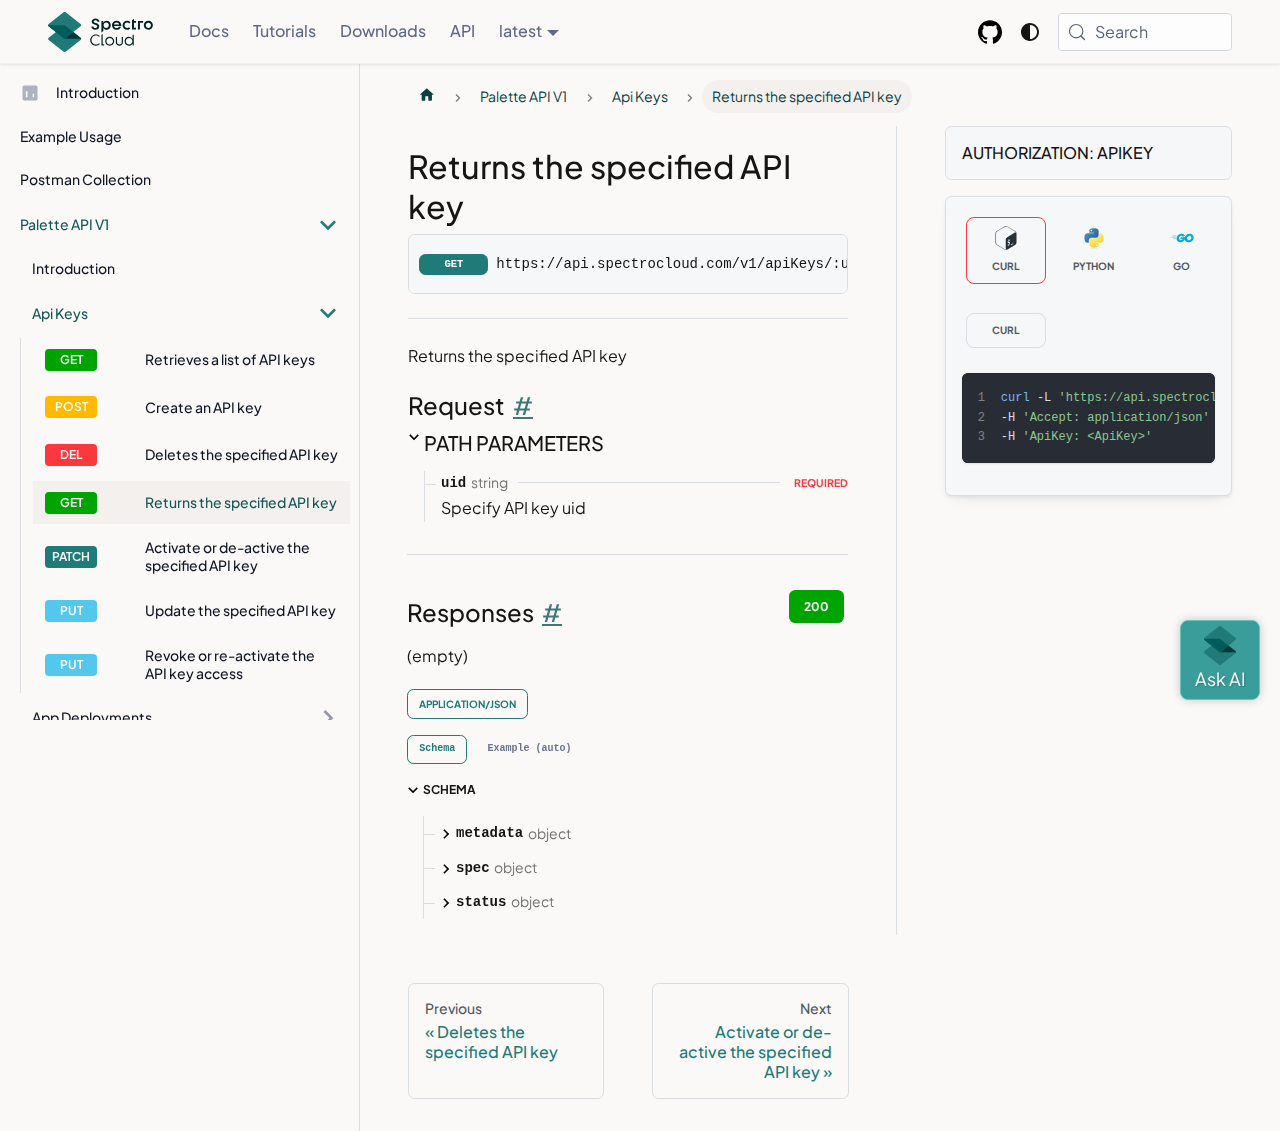 Spectro
Cloud
Docs
Tutorials
Downloads
API
latest
Search
Introduction
Example Usage
Postman Collection
Palette API V1
Introduction
Api Keys
GET Retrieves a list of API keys
POST Create an API key
DEL Deletes the specified API key
GET Returns the specified API key
PATCH Activate or de-active the
specified API key
PUT Update the specified API key
PUT Revoke or re-activate the
API key access
App Deployments
Palette API V1
Api Keys
Returns the specified API key
Returns the specified API
key
GET https://api.spectrocloud.com/v1/apiKeys/:u
Returns the specified API key
Request #
PATH PARAMETERS
uid string REQUIRED
Specify API key uid
Responses #
200
(empty)
APPLICATION/JSON
Schema
Example (auto)
SCHEMA
metadata object
spec object
status object
Previous
« Deletes the
specified API key
Next
Activate or de-
active the specified
API key »
AUTHORIZATION: APIKEY
CURL
PYTHON
GO
CURL
1 curl -L 'https://api.spectrocl
2 -H 'Accept: application/json'
3 -H 'ApiKey: <ApiKey>'
Ask AI